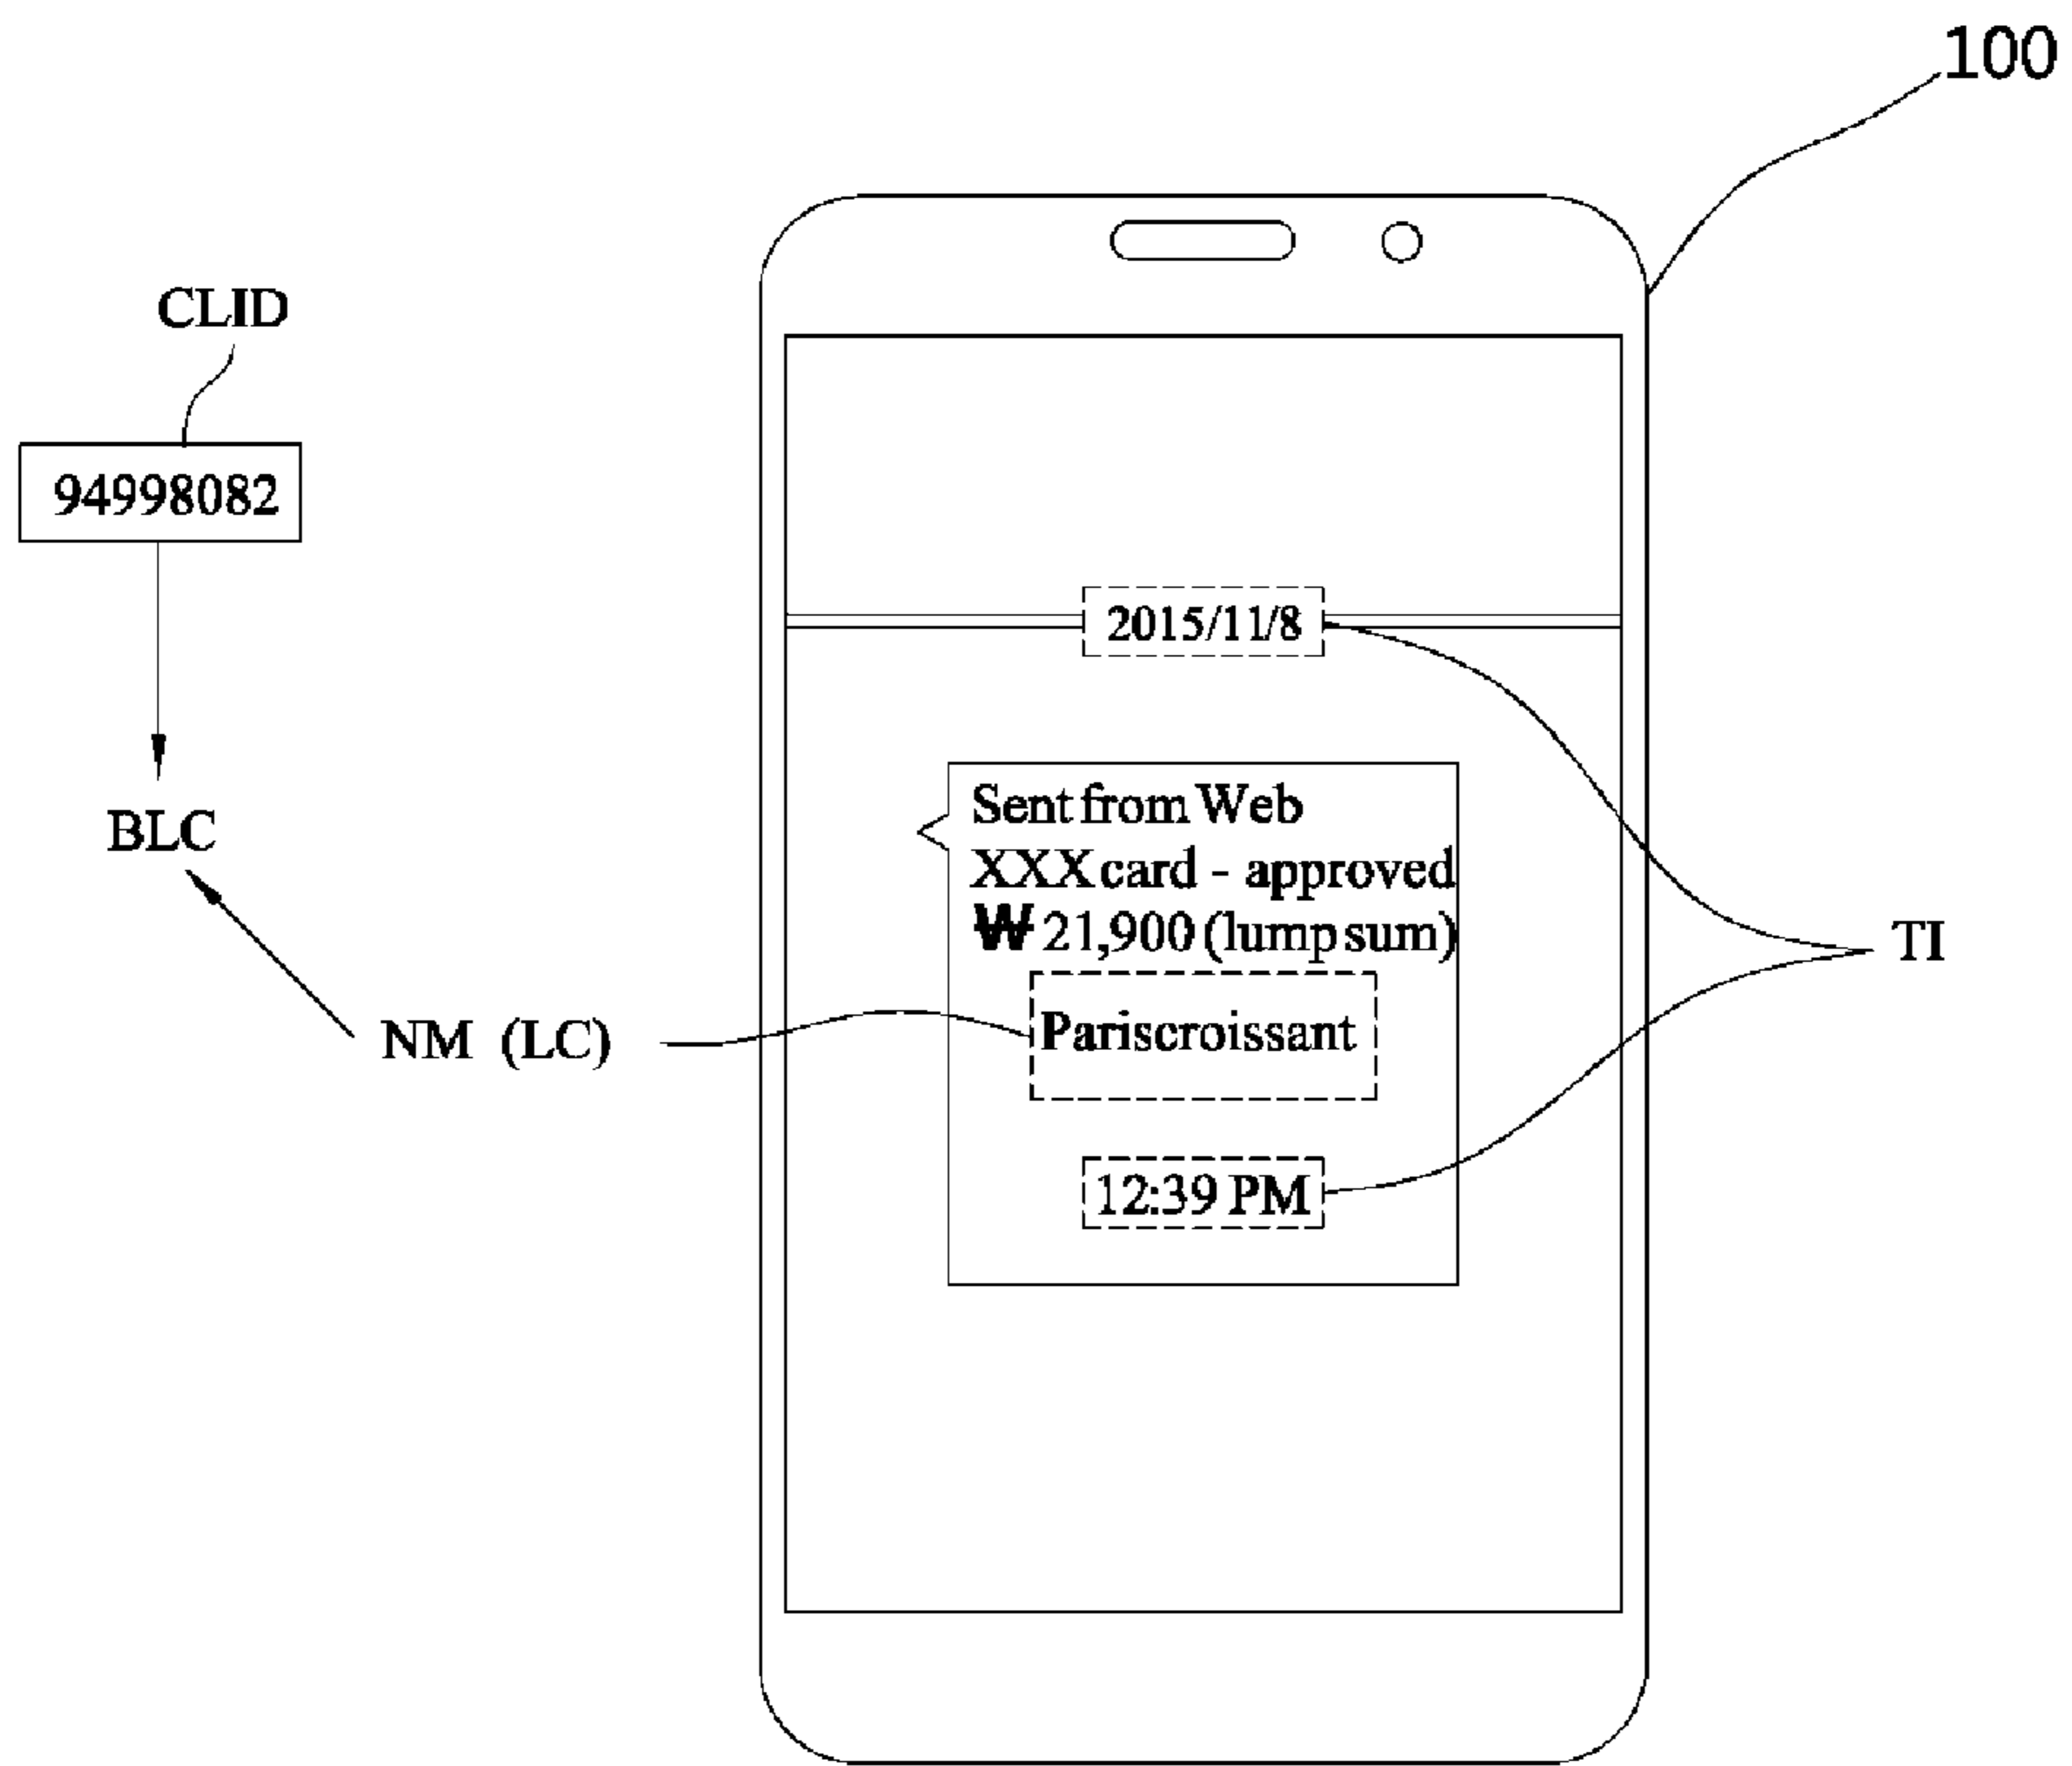 100
CLID
94998082
2015/11/8
BLC
Sent from Web
XXX card - approved
₩ 21,900 (lump sum)
TI
NM (LC)
Pariscroissant
12:39 PM